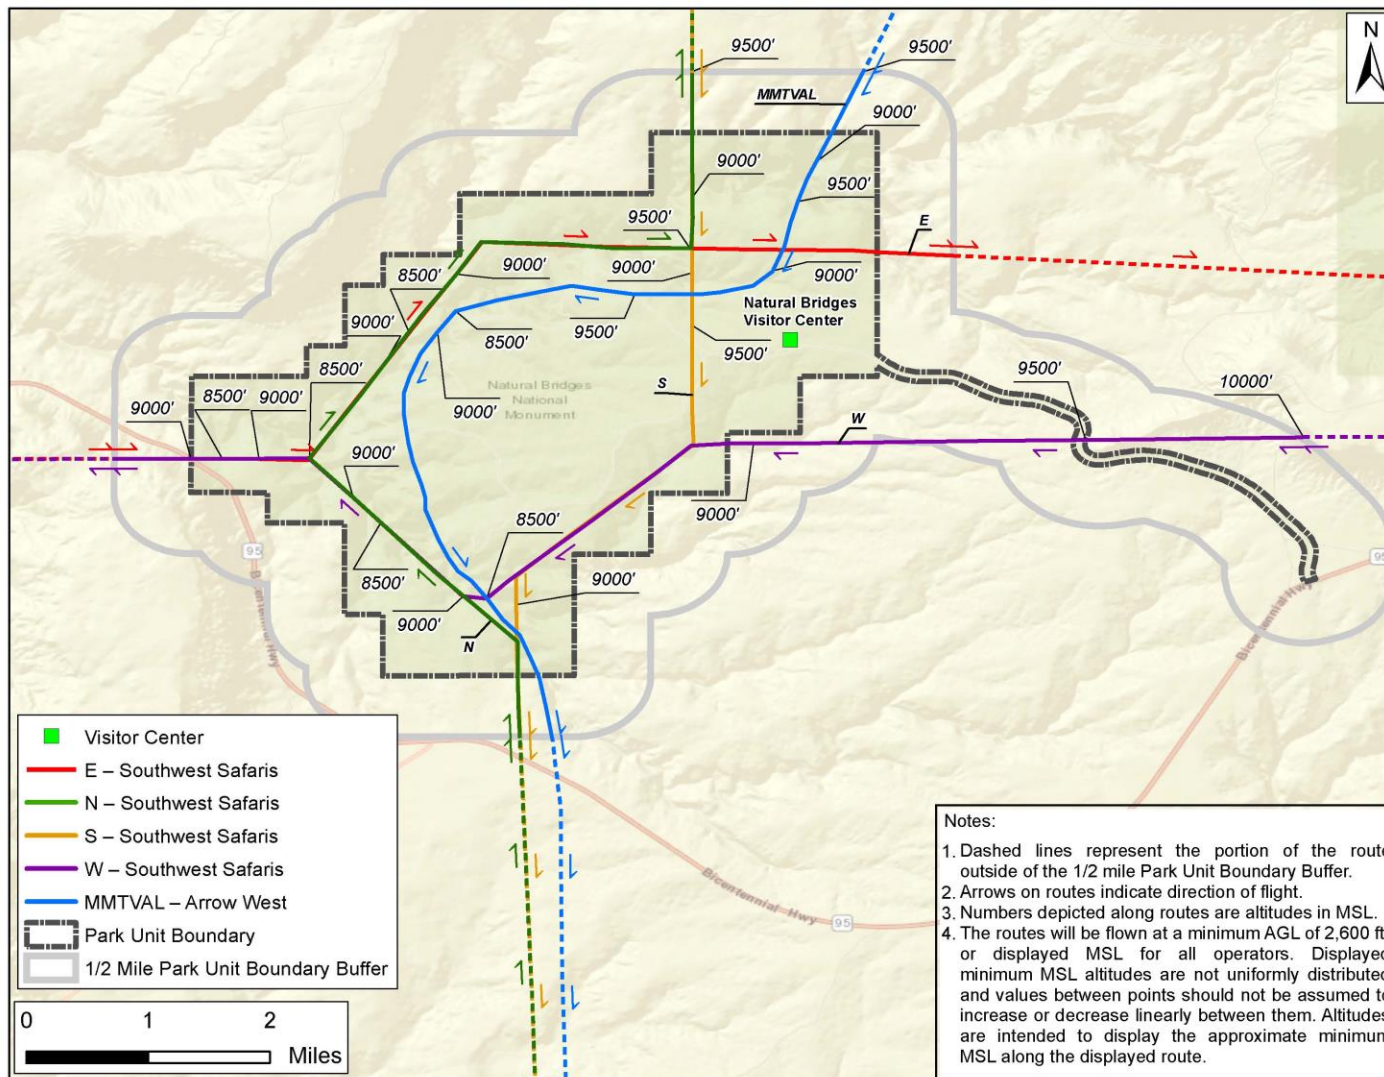 N
9500'
9500'
MMTVAL
9000'
9000'
9500'
9500'
E
8500'
9000'
9000'
9000'
9000'
9500'
8500'
Natural Bridges
Visitor Center
9500'
8500'
9000'
8500'
9000'
S
9000'
Natural Bridges
National
Monument
9500'
10000'
W
9000'
9000'
8500'
9000'
8500'
9000'
N
95
95
Bicentennial Hwy
Bicentennial Hwy
Bicentennial Hwy
95
Visitor Center
E – Southwest Safaris
N – Southwest Safaris
S – Southwest Safaris
W – Southwest Safaris
MMTVAL – Arrow West
Park Unit Boundary
1/2 Mile Park Unit Boundary Buffer
0 1 2
Miles
Notes:
1. Dashed lines represent the portion of the route
outside of the 1/2 mile Park Unit Boundary Buffer.
2. Arrows on routes indicate direction of flight.
3. Numbers depicted along routes are altitudes in MSL.
4. The routes will be flown at a minimum AGL of 2,600 ft
or displayed MSL for all operators. Displayed
minimum MSL altitudes are not uniformly distributed
and values between points should not be assumed to
increase or decrease linearly between them. Altitudes
are intended to display the approximate minimum
MSL along the displayed route.